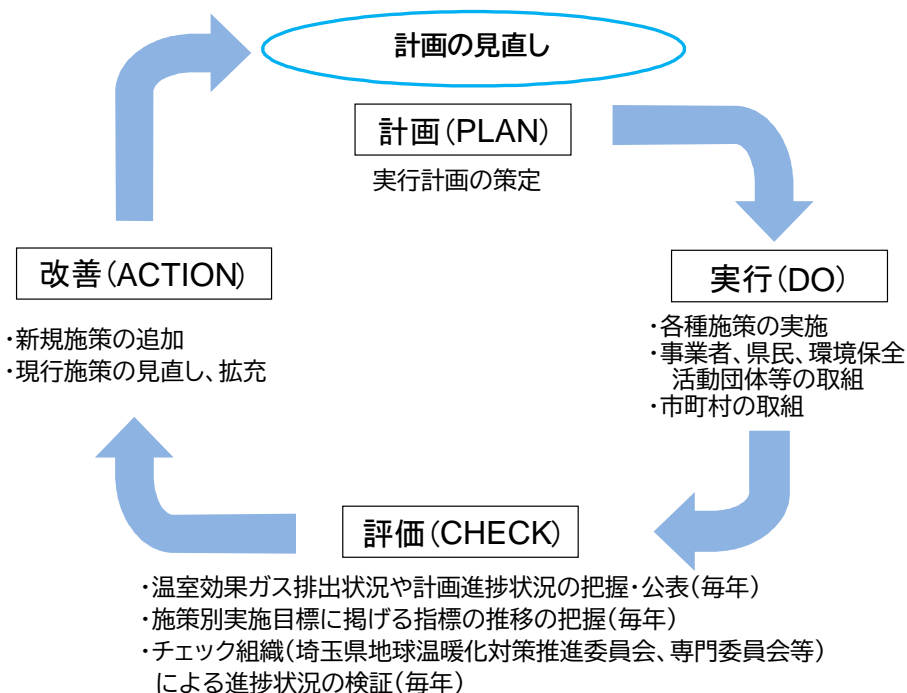 計画の見直し
計画(PLAN)
実行計画の策定
実行(DO)
・各種施策の実施
・事業者、県民、環境保全
活動団体等の取組
・市町村の取組
評価(CHECK)
・温室効果ガス排出状況や計画進捗状況の把握・公表(毎年)
・施策別実施目標に掲げる指標の推移の把握(毎年)
・チェック組織(埼玉県地球温暖化対策推進委員会、専門委員会等)
による進捗状況の検証(毎年)
改善(ACTION)
・新規施策の追加
・現行施策の見直し、拡充